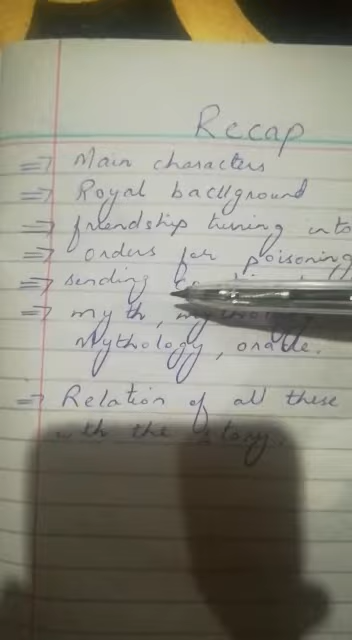 Recap
=> Main characters
=> Royal background
=> friendship turning into
=> orders for poisoning
=> sending
=> myth, mythology
Mythology, oracle.
=> Relation of all these
with the story.